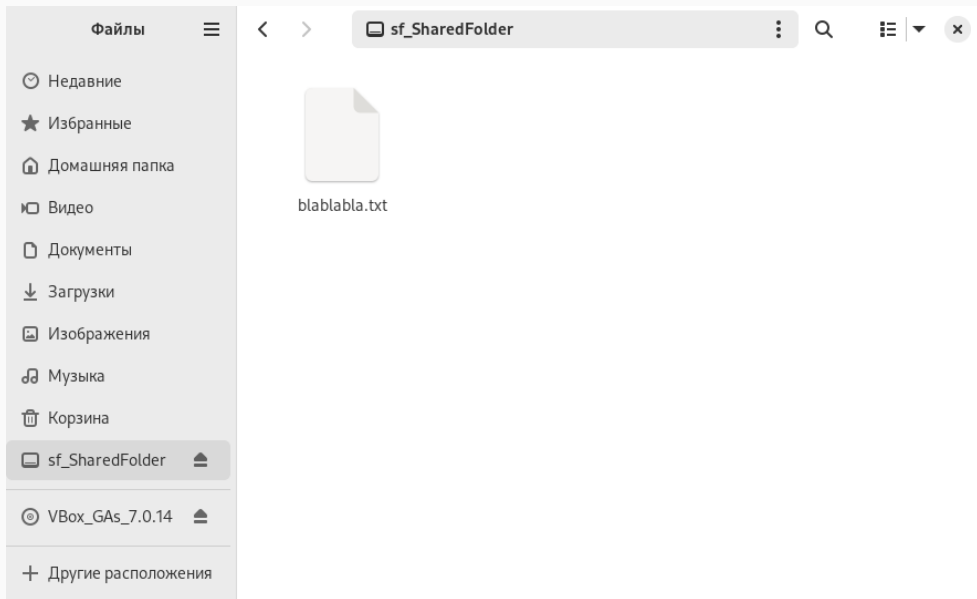 Файлы
sf_SharedFolder
Недавние
Избранные
Домашняя папка
Видео
Документы
Загрузки
Изображения
Музыка
Корзина
sf_SharedFolder
VBox_GAs_7.0.14
Другие расположения
blablabla.txt